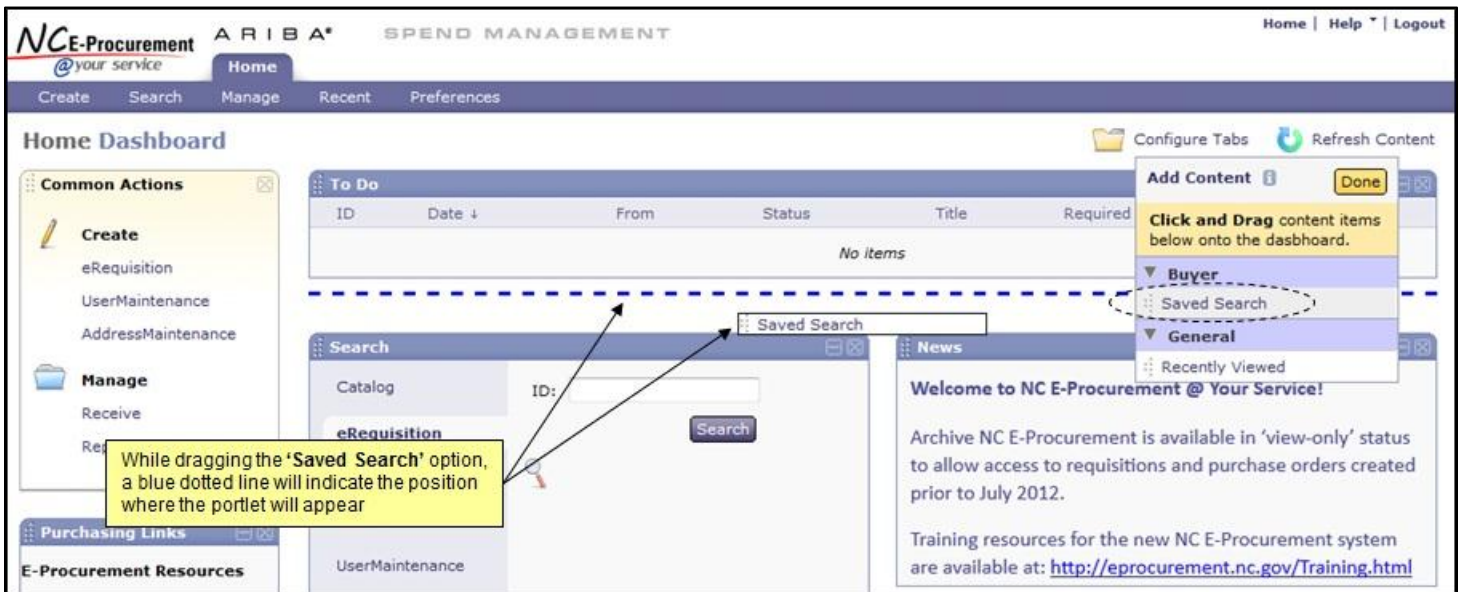 NC E-Procurement
@your service
ARIBA® SPEND MANAGEMENT
Home | Help | Logout
Home
Create Search Manage Recent Preferences
Home Dashboard
Configure Tabs Refresh Content
Common Actions
Create
eRequisition
UserMaintenance
AddressMaintenance
Manage
Receive
To Do
ID Date ↓ From Status Title Required
No items
Add Content Done
Click and Drag content items
below onto the dasbhoard.
Buyer
Saved Search
General
Recently Viewed
Saved Search
Search
Catalog
ID:
eRequisition
Search
UserMaintenance
While dragging the 'Saved Search' option,
a blue dotted line will indicate the position
where the portlet will appear
Purchasing Links
E-Procurement Resources
News
Welcome to NC E-Procurement @ Your Service!
Archive NC E-Procurement is available in 'view-only' status
to allow access to requisitions and purchase orders created
prior to July 2012.
Training resources for the new NC E-Procurement system
are available at: http://eprocurement.nc.gov/Training.html